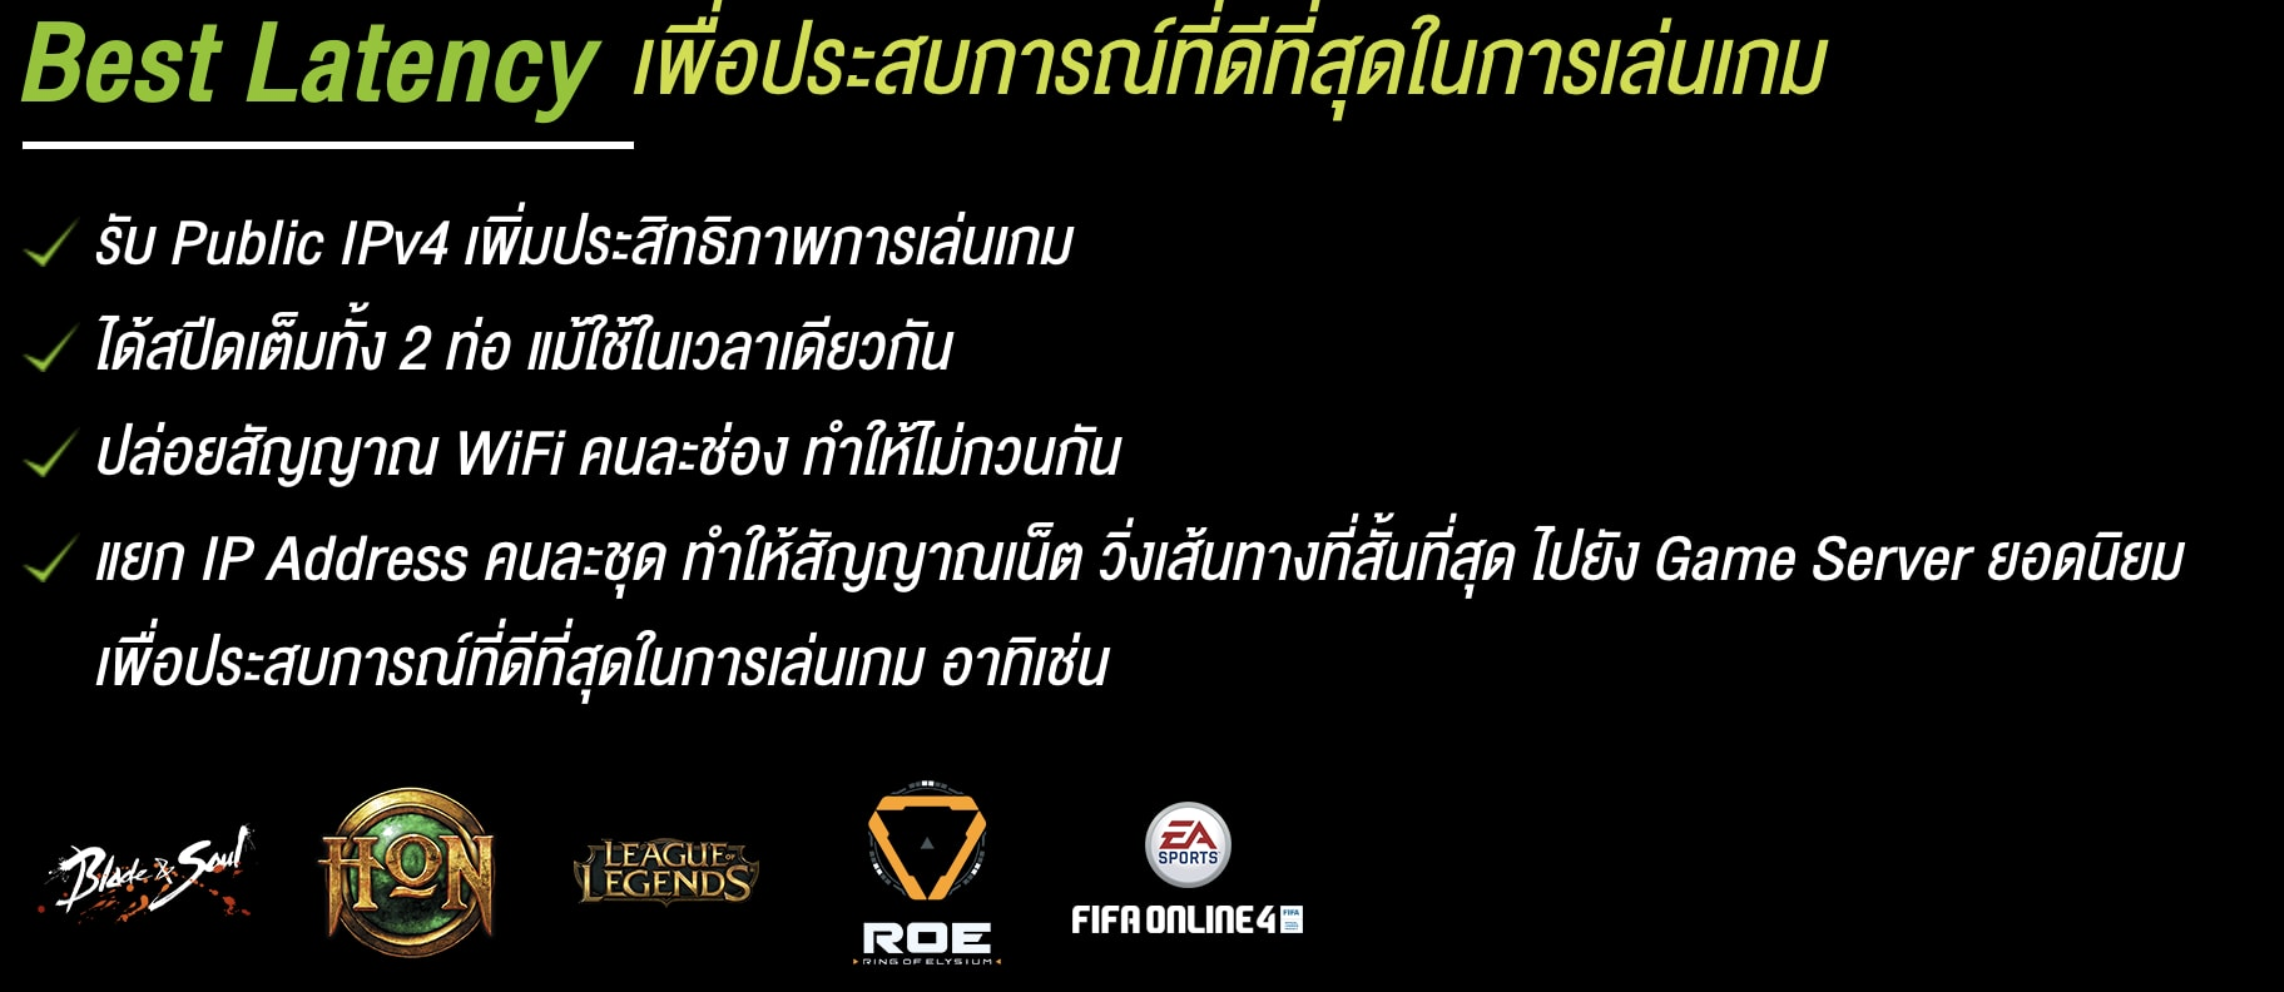 Best Latency เพื่อประสบการณ์ที่ดีที่สุดในการเล่นเกม
รับ Public IPv4 เพิ่มประสิทธิภาพการเล่นเกม
ได้สปีดเต็มทั้ง 2 ท่อ แม้ใช้ในเวลาเดียวกัน
ปล่อยสัญญาณ WiFi คนละช่อง ทำให้ไม่กวนกัน
แยก IP Address คนละชุด ทำให้สัญญาณเน็ต วิ่งเส้นทางที่สั้นที่สุด ไปยัง Game Server ยอดนิยม
เพื่อประสบการณ์ที่ดีที่สุดในการเล่นเกม อาทิเช่น
Blade & Soul
HON
LEAGUE OF
LEGENDS
ROE
RING OF ELYSIUM
EA
SPORTS
FIFA ONLINE 4 FIFA